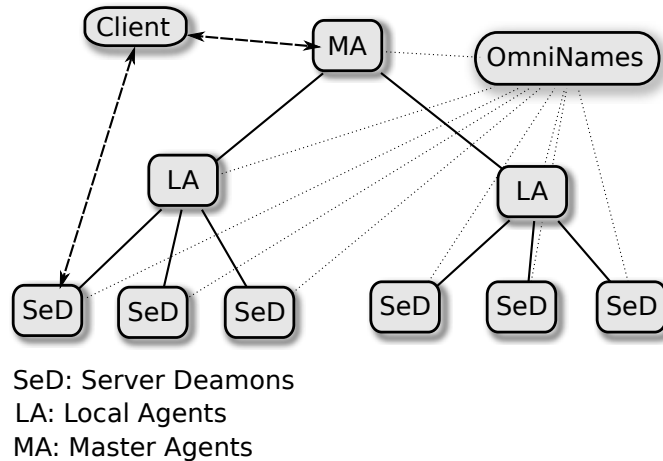 Client
MA
OmniNames
LA
LA
SeD
SeD
SeD
SeD
SeD
SeD
SeD: Server Deamons
LA: Local Agents
MA: Master Agents